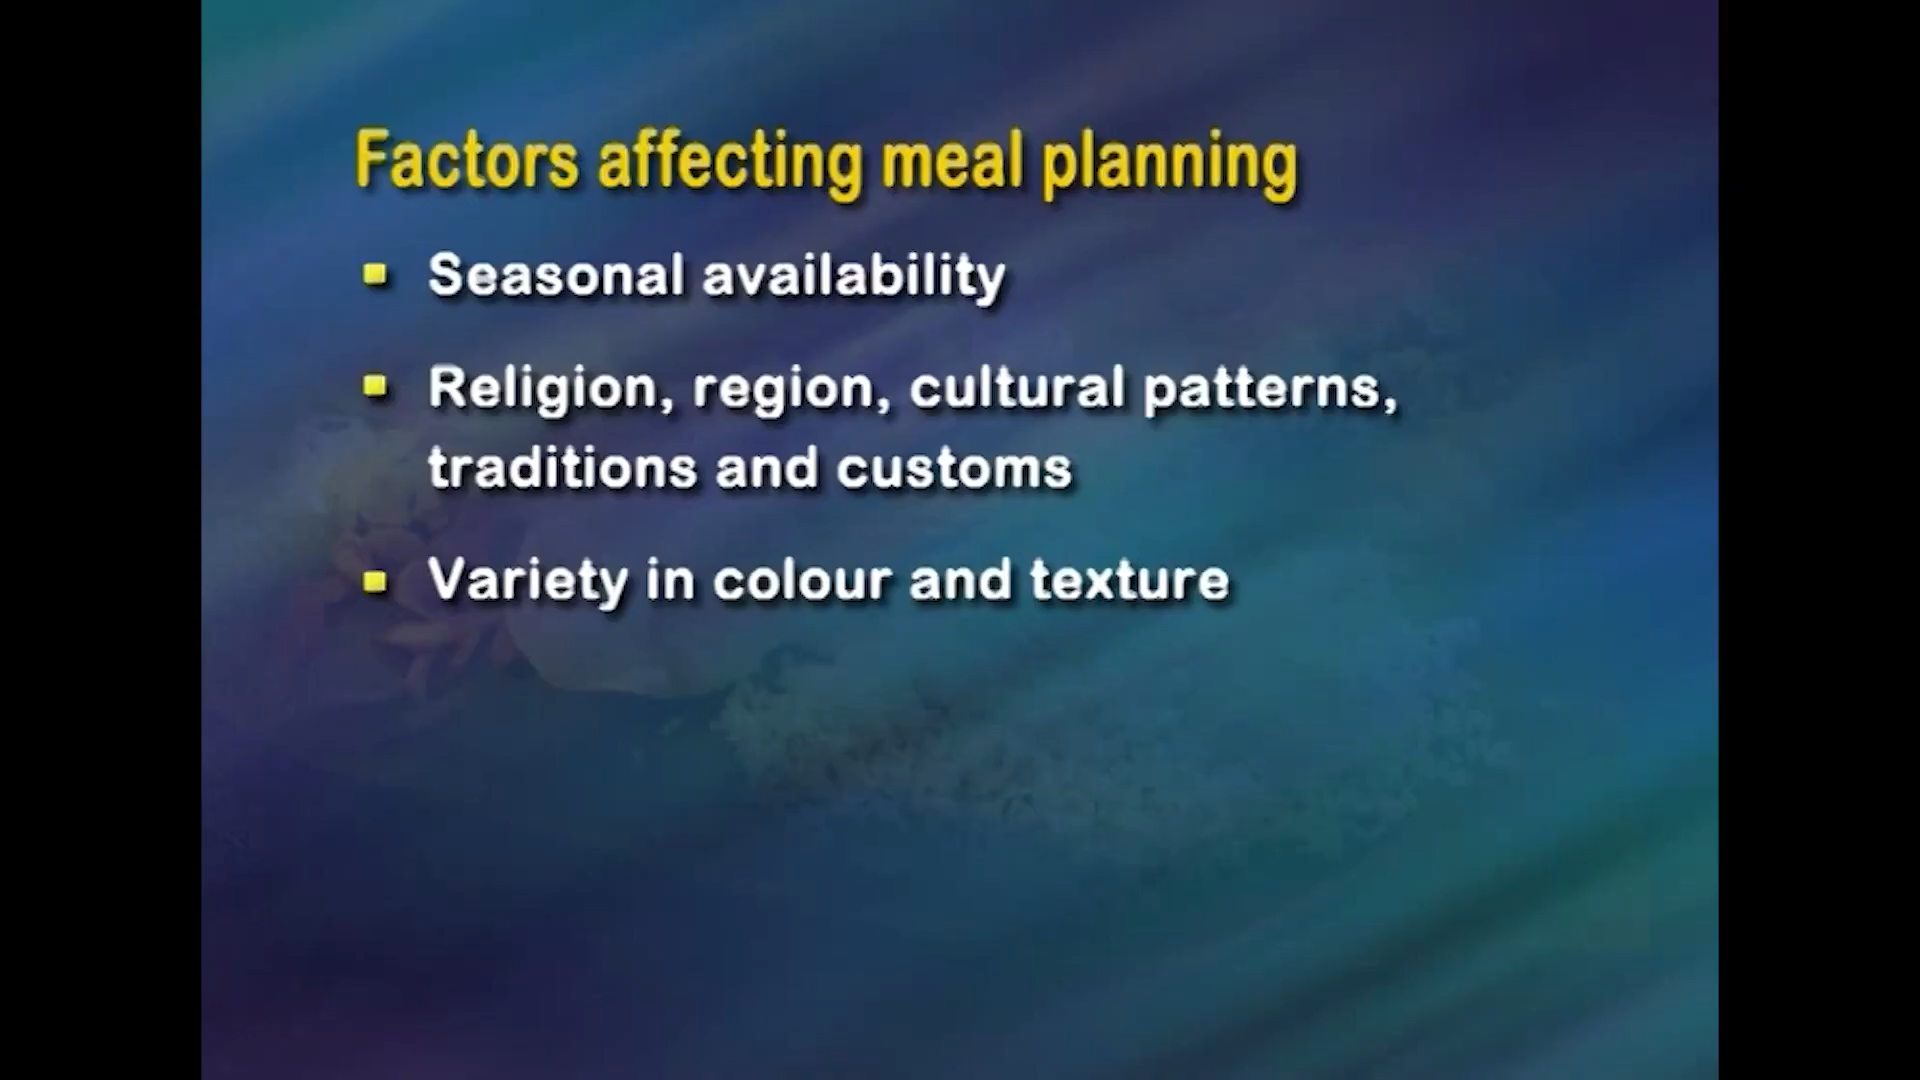 Factors affecting meal planning
Seasonal availability
Religion, region, cultural patterns,
traditions and customs
Variety in colour and texture